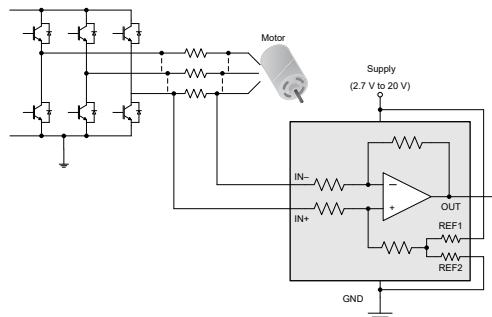 Motor
Supply
(2.7 V to 20 V)
IN–
–
OUT
+
IN+
REF1
REF2
GND